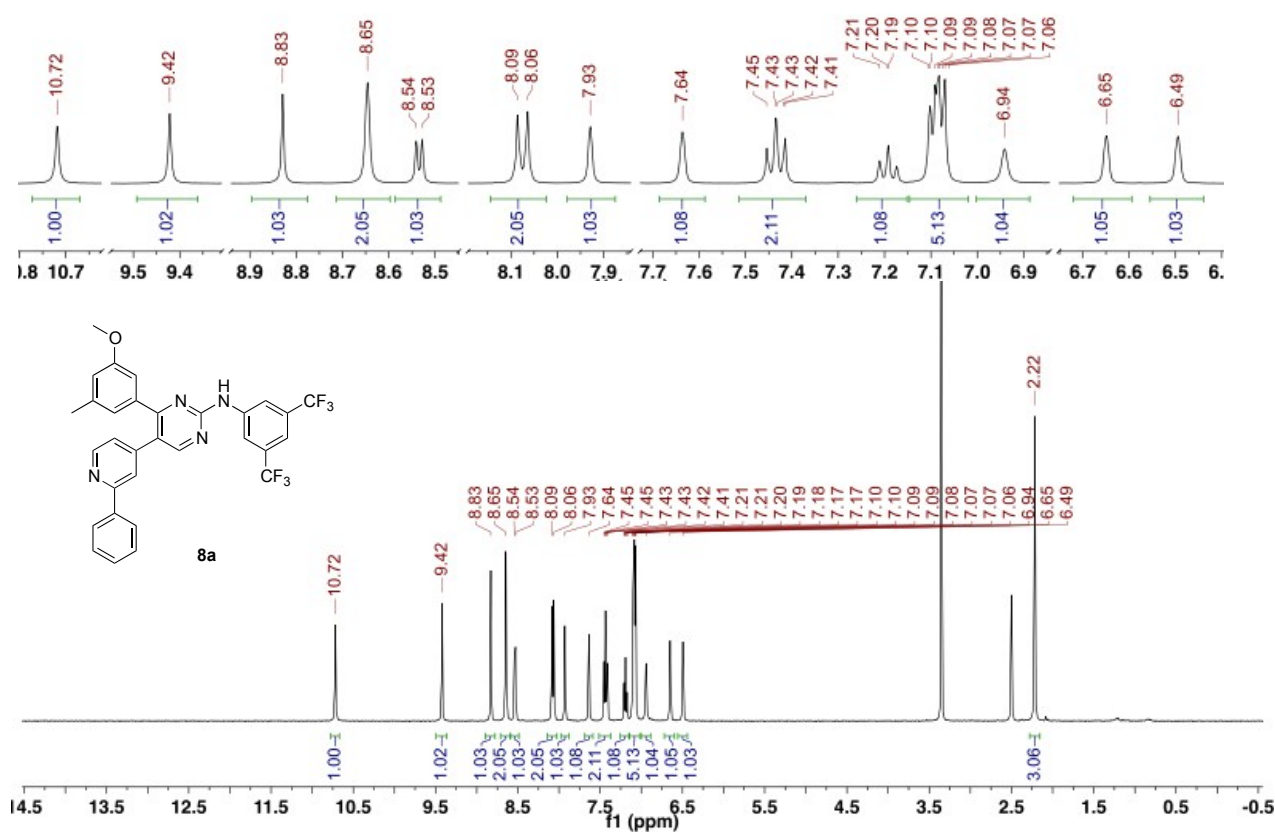 10.72 9.42 8.83 8.65 8.54 8.53 8.09 8.06 7.93 7.64 7.45 7.43 7.43 7.42 7.41 7.21 7.20 7.19 7.10 7.10 7.09 7.09 7.08 7.07 7.07 7.06 6.94 6.65 6.49
1.00 1.02 1.03 2.05 1.03 2.05 1.03 1.08 2.11 1.08 5.13 1.04 1.05 1.03
10.7 9.5 9.4 8.9 8.8 8.7 8.6 8.5 8.1 8.0 7.9 7.7 7.6 7.5 7.4 7.3 7.2 7.1 7.0 6.9 6.7 6.6 6.5
O
H
N N CF3
N
N CF3
8a
10.72 9.42 8.83 8.65 8.54 8.53 8.09 8.06 7.93 7.64 7.45 7.45 7.43 7.43 7.42 7.41 7.21 7.21 7.20 7.19 7.18 7.17 7.17 7.10 7.10 7.09 7.09 7.08 7.07 7.07 7.06 6.94 6.65 6.49 2.22
1.00 1.02 1.03 2.05 1.03 2.05 1.03 1.08 2.11 1.08 5.13 1.04 1.05 1.03 3.06
14.5 13.5 12.5 11.5 10.5 9.5 8.5 7.5 6.5 5.5 4.5 3.5 2.5 1.5 0.5 -0.5
f1 (ppm)